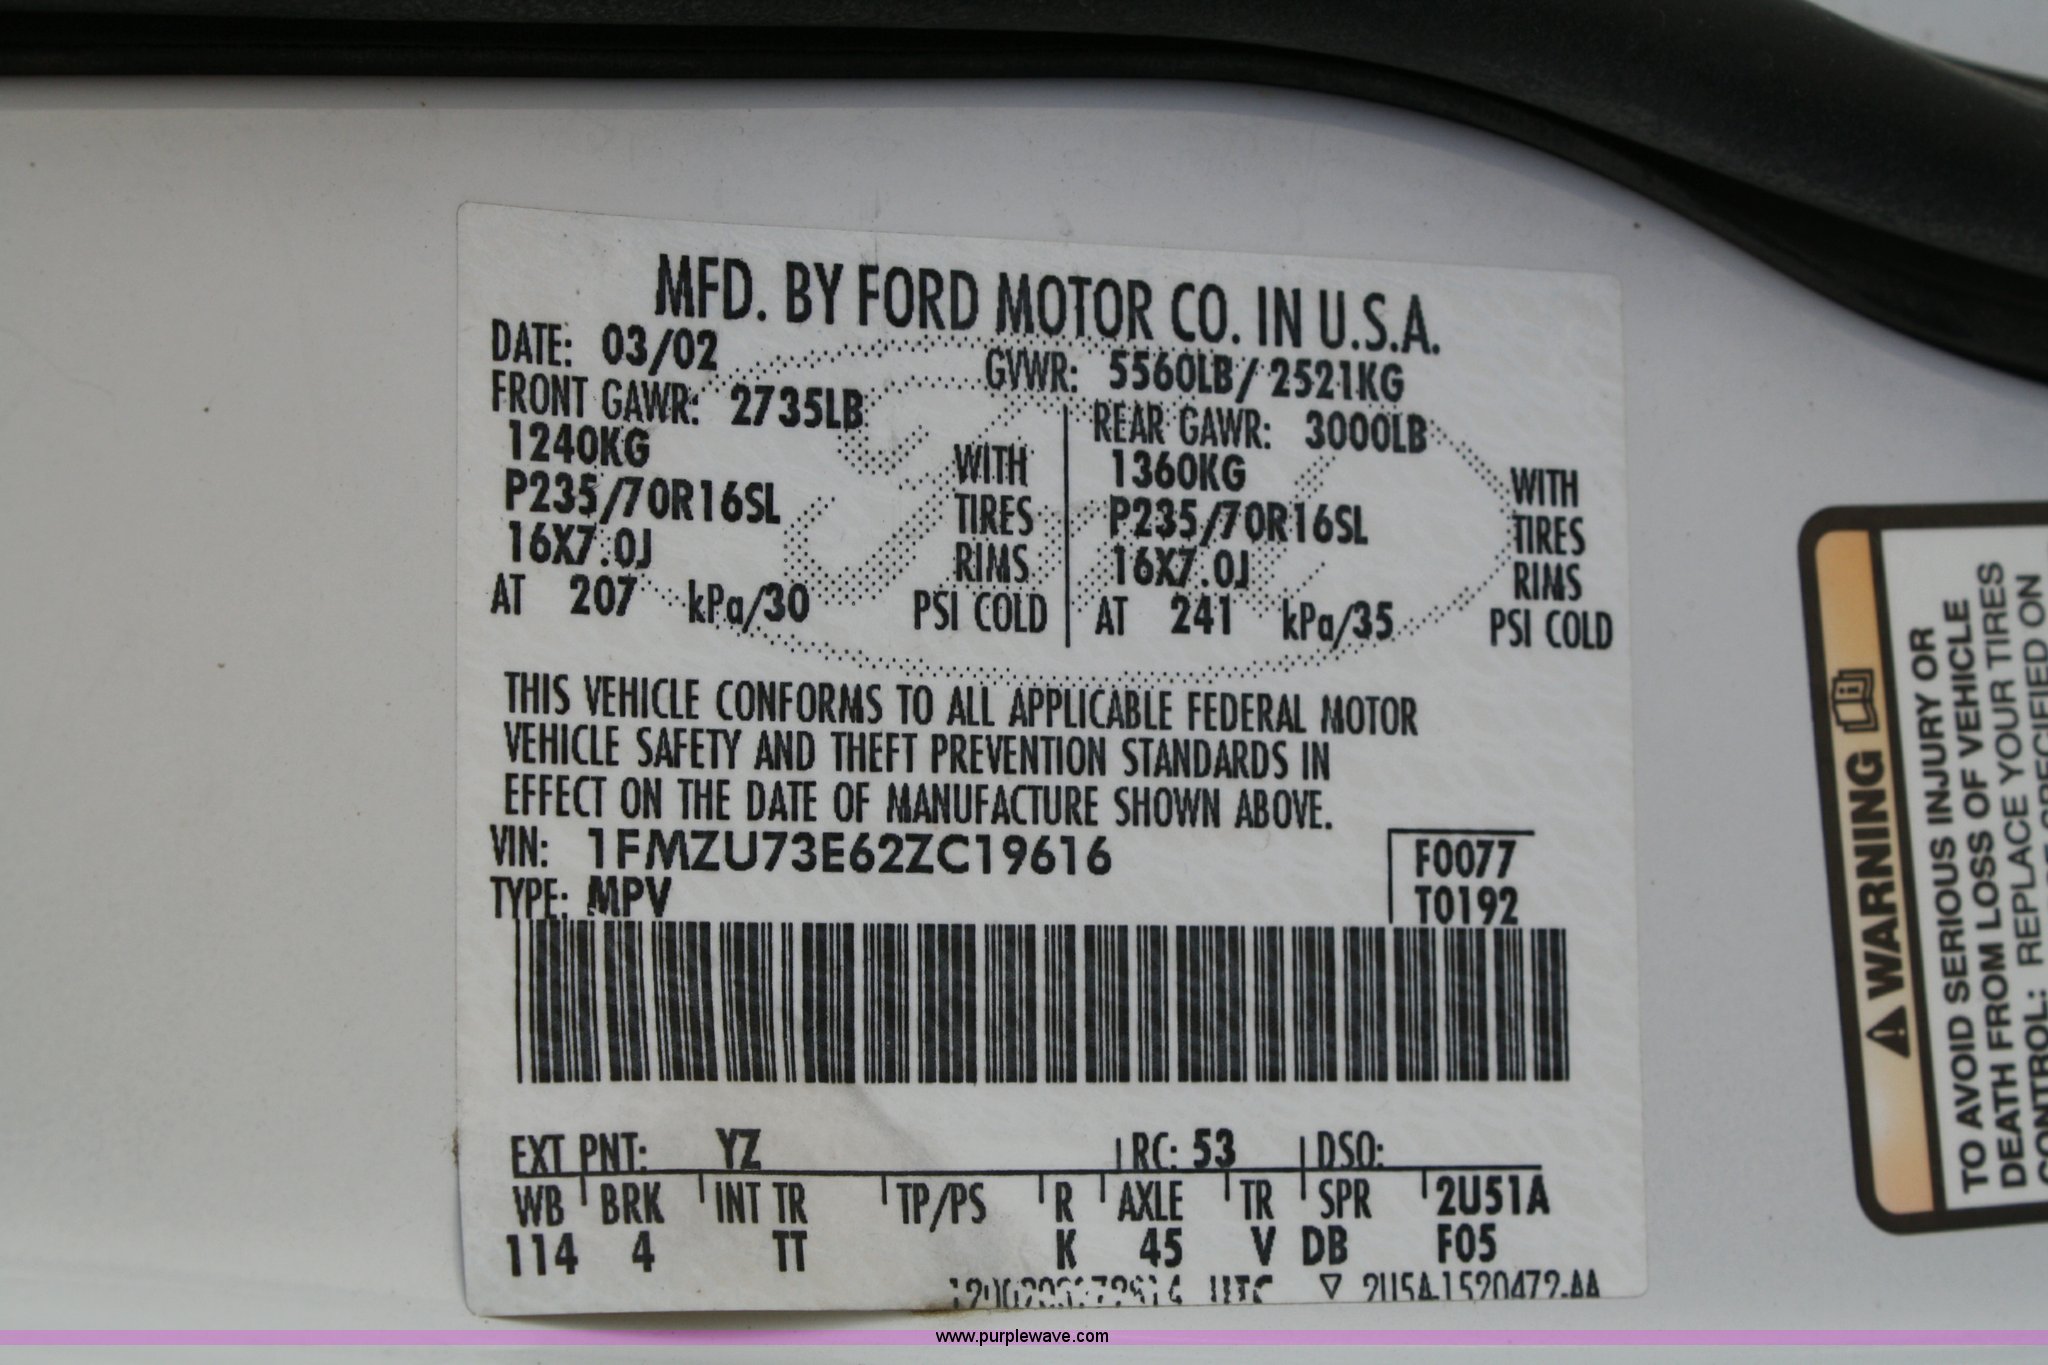 MFD. BY FORD MOTOR CO. IN U.S.A.
DATE: 03/02
GVWR: 5560LB/2521KG
FRONT GAWR: 2735LB
1240KG WITH
P235/70R16SL TIRES
16X7.0J RIMS
AT 207 kPa/30 PSI COLD
REAR GAWR: 3000LB
1360KG WITH
P235/70R16SL TIRES
16X7.0J RIMS
AT 241 kPa/35 PSI COLD
THIS VEHICLE CONFORMS TO ALL APPLICABLE FEDERAL MOTOR
VEHICLE SAFETY AND THEFT PREVENTION STANDARDS IN
EFFECT ON THE DATE OF MANUFACTURE SHOWN ABOVE.
VIN: 1FMZU73E62ZC19616
TYPE: MPV
F0077
T0192
EXT PNT: YZ RC: 53 DSO:
WB BRK INT TR TP/PS R AXLE TR SPR 2U51A
114 4 TT K 45 V DB F05
UTC ▽ 2U5A-1520472-AA
WARNING
TO AVOID SERIOUS INJURY OR
DEATH FROM LOSS OF VEHICLE
CONTROL: REPLACE YOUR TIRES
SPECIFIED ON
www.purplewave.com